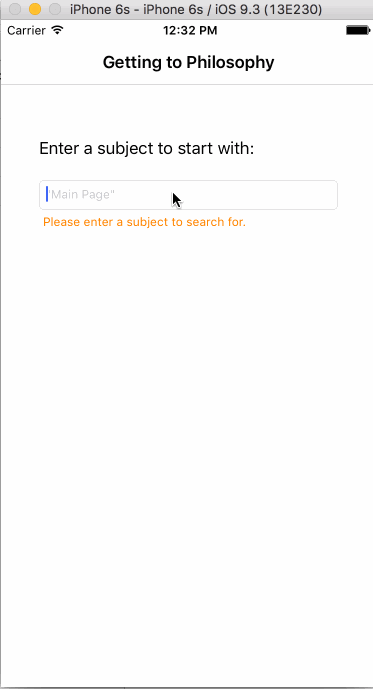 iPhone 6s - iPhone 6s / iOS 9.3 (13E230)
Carrier 12:32 PM
Getting to Philosophy
Enter a subject to start with:
"Main Page"
Please enter a subject to search for.